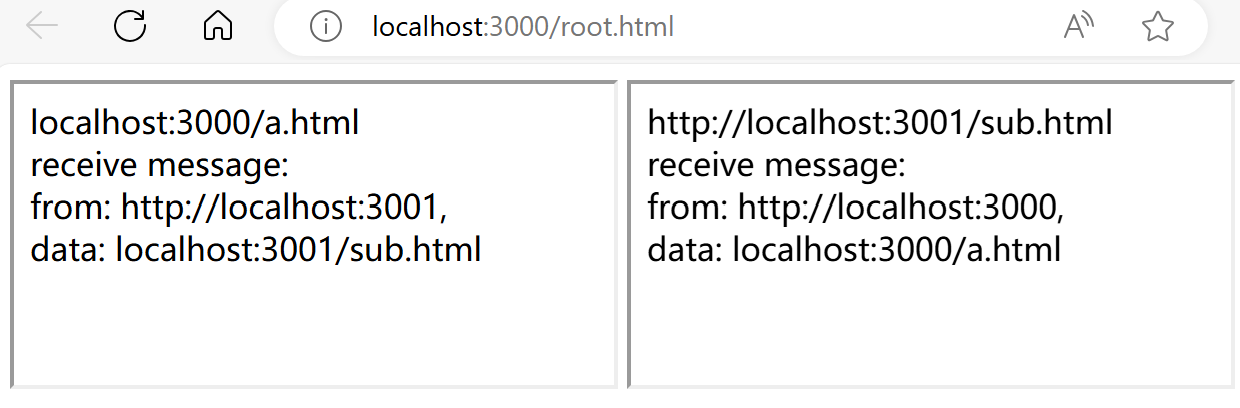 localhost:3000/root.html
localhost:3000/a.html
receive message:
from: http://localhost:3001,
data: localhost:3001/sub.html
http://localhost:3001/sub.html
receive message:
from: http://localhost:3000,
data: localhost:3000/a.html